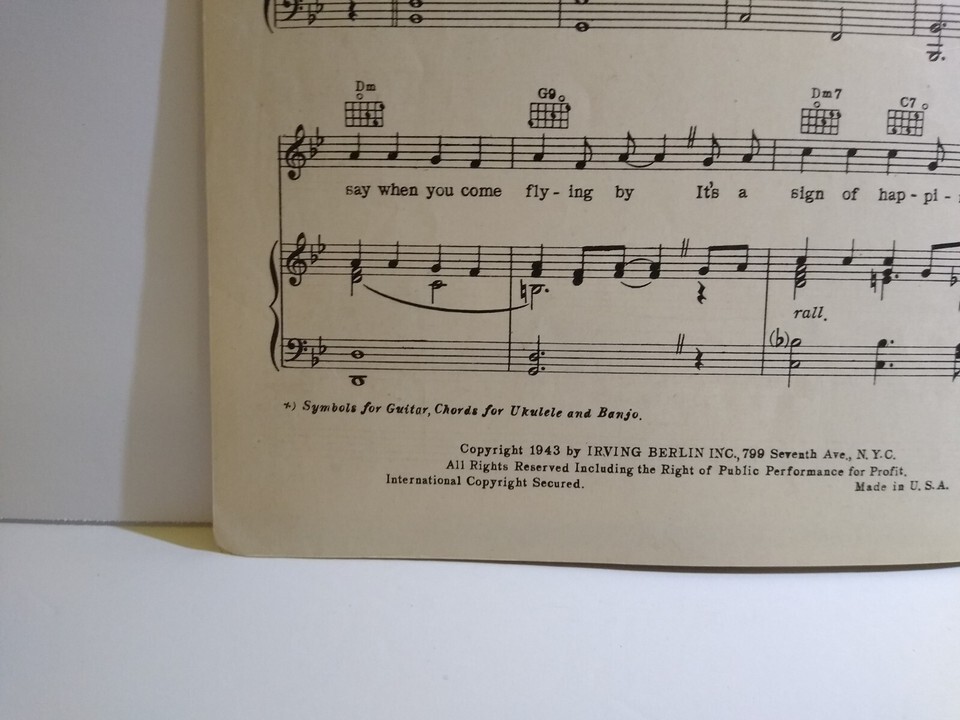 Dm G9 Dm7 C7
say when you come fly - ing by It's a sign of hap - pi -
rall.
(b)
*) Symbols for Guitar, Chords for Ukulele and Banjo.
Copyright 1943 by IRVING BERLIN INC., 799 Seventh Ave., N. Y. C.
All Rights Reserved Including the Right of Public Performance for Profit.
International Copyright Secured.
Made in U. S. A.